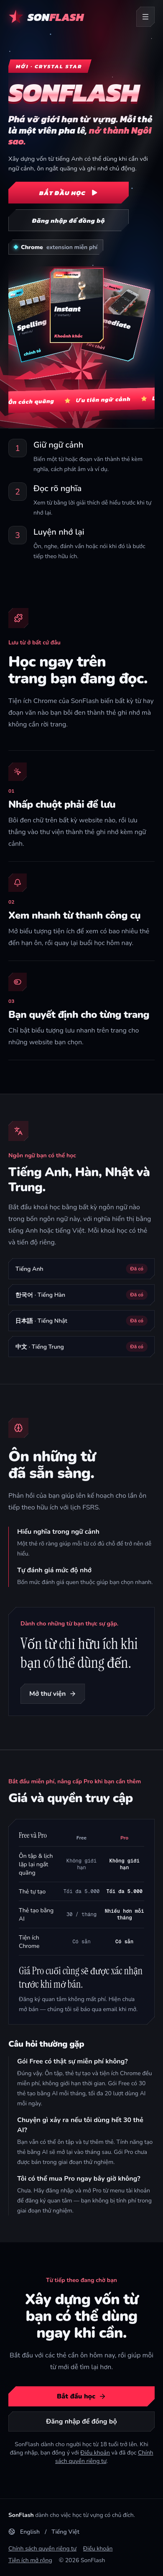 SONFLASH
MỚI · CRYSTAL STAR
SONFLASH
Phá vỡ giới hạn từ vựng. Mỗi thẻ
là một viên pha lê, nở thành Ngôi
sao.
Xây dựng vốn từ tiếng Anh có thể dùng khi cần với
thẻ của chính bạn, ôn ngắt quãng và ghi nhớ chủ động.
BẮT ĐẦU HỌC
Đăng nhập để đồng bộ
Chrome extension miễn phí
Spelling
Instant
Khoảnh khắc
Ôn cách quãng
Ưu tiên ngữ cảnh
1
Giữ ngữ cảnh
Biến một từ hoặc đoạn văn thành thẻ kèm
nghĩa, cách phát âm và ví dụ.
2
Đọc rõ nghĩa
Xem từ bằng lời giải thích dễ hiểu trước khi tự
nhớ lại.
3
Luyện nhớ lại
Ôn, nghe, đánh vần hoặc nói khi đó là bước
tiếp theo hữu ích.
Lưu từ ở bất cứ đâu
Học ngay trên
trang bạn đang đọc.
Tiện ích Chrome của SonFlash biến bất kỳ từ hay
đoạn văn nào bạn bôi đen thành thẻ nhớ mà
không cần rời trang.
01
Nhấp chuột phải để lưu
Bôi đen chữ trên bất kỳ website nào, rồi lưu
thẳng vào thư viện thành thẻ ghi nhớ kèm ngữ
cảnh.
02
Xem nhanh từ thanh công cụ
Mở biểu tượng tiện ích để xem có bao nhiêu thẻ
đến hạn ôn, rồi quay lại buổi học hôm nay.
03
Bạn quyết định cho từng trang
Chỉ bật biểu tượng lưu nhanh trên trang cho
những website bạn chọn.
Ngôn ngữ bạn có thể học
Tiếng Anh, Hàn, Nhật và
Trung.
Bắt đầu khoá học bằng bất kỳ ngôn ngữ nào
trong bốn ngôn ngữ này, với nghĩa hiển thị bằng
tiếng Anh hoặc tiếng Việt. Mỗi khoá học có thẻ
và tiến độ riêng.
Tiếng Anh
Đã có
한국어 · Tiếng Hàn
Đã có
日本語 · Tiếng Nhật
Đã có
中文 · Tiếng Trung
Đã có
Ôn những từ
đã sẵn sàng.
Phản hồi của bạn giúp lên kế hoạch cho lần ôn
tiếp theo hữu ích với lịch FSRS.
Hiểu nghĩa trong ngữ cảnh
Một thẻ rõ ràng giúp mỗi từ có đủ chỗ để trở nên dễ
hiểu.
Tự đánh giá mức độ nhớ
Bốn mức đánh giá quen thuộc giúp bạn chọn nhanh.
Dành cho những từ bạn thực sự gặp.
Vốn từ chỉ hữu ích khi
bạn có thể dùng đến.
Mở thư viện
Bắt đầu miễn phí, nâng cấp Pro khi bạn cần thêm
Giá và quyền truy cập
Free và Pro
Free
Pro
Ôn tập & lịch
lặp lại ngắt
quãng
Không giới
hạn
Không giới
hạn
Thẻ tự tạo
Tối đa 5.000
Tối đa 5.000
Thẻ tạo bằng
AI
30 / tháng
Nhiều hơn mỗi
tháng
Tiện ích
Chrome
Có sẵn
Có sẵn
Giá Pro cuối cùng sẽ được xác nhận
trước khi mở bán.
Đăng ký quan tâm không mất phí. Hiện chưa
mở bán — chúng tôi sẽ báo qua email khi mở.
Câu hỏi thường gặp
Gói Free có thật sự miễn phí không?
Đúng vậy. Ôn tập, thẻ tự tạo và tiện ích Chrome đều
miễn phí, không giới hạn thời gian. Gói Free có 30
thẻ tạo bằng AI mỗi tháng, tối đa 20 lượt dùng AI
mỗi ngày.
Chuyện gì xảy ra nếu tôi dùng hết 30 thẻ
AI?
Bạn vẫn có thể ôn tập và tự thêm thẻ. Tính năng tạo
thẻ bằng AI sẽ mở lại vào tháng sau. Gói Pro chưa
được bán trong giai đoạn thử nghiệm.
Tôi có thể mua Pro ngay bây giờ không?
Chưa. Hãy đăng nhập và mở Pro từ menu tài khoản
để đăng ký quan tâm — bạn không bị tính phí trong
giai đoạn thử nghiệm.
Từ tiếp theo đang chờ bạn
Xây dựng vốn từ
bạn có thể dùng
ngay khi cần.
Bắt đầu với các thẻ cần ôn hôm nay, rồi giúp mỗi
từ mới dễ tìm lại hơn.
Bắt đầu học
Đăng nhập để đồng bộ
SonFlash dành cho người học từ 18 tuổi trở lên. Khi
đăng nhập, bạn đồng ý với Điều khoản và đã đọc Chính
sách quyền riêng tư.
SonFlash dành cho việc học từ vựng có chủ đích.
English / Tiếng Việt
Chính sách quyền riêng tư Điều khoản
Tiện ích mở rộng © 2026 SonFlash